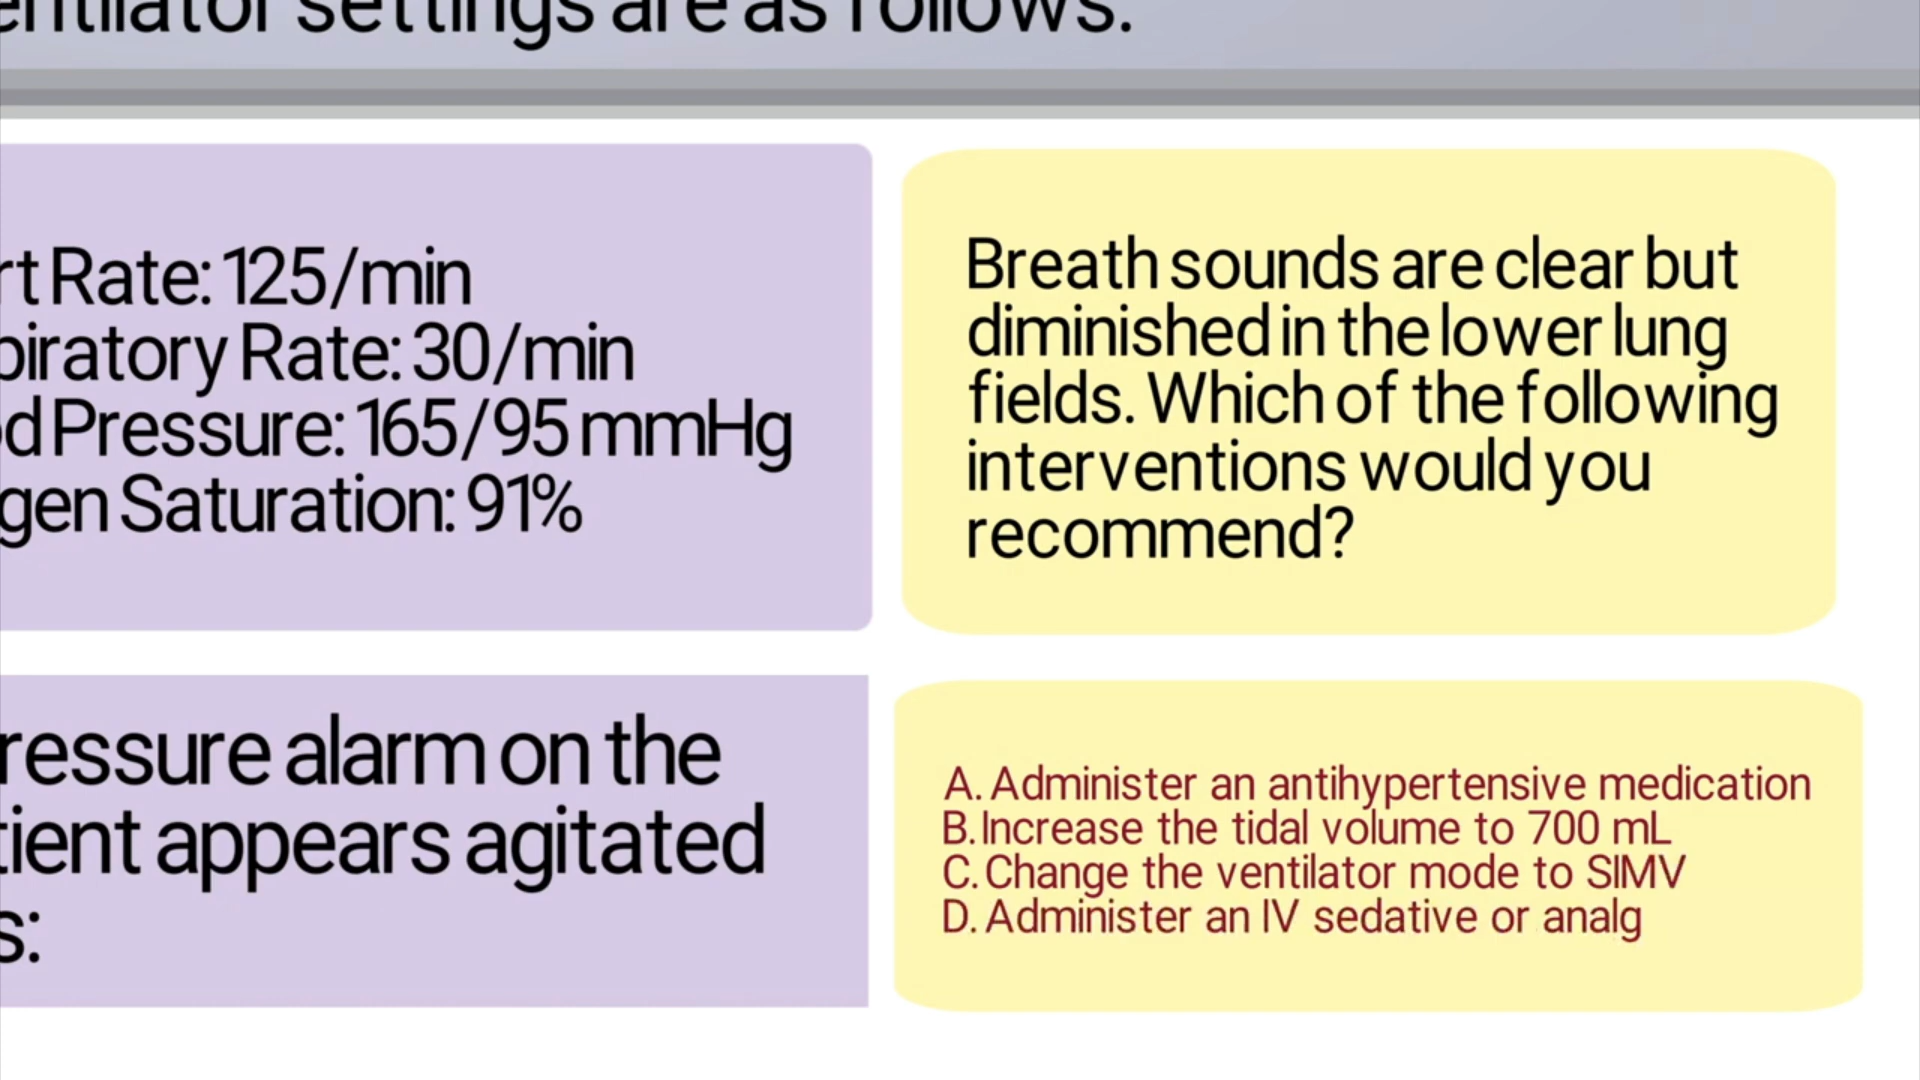 entilator settings are as follows:
rt Rate: 125/min
piratory Rate: 30/min
od Pressure: 165/95 mmHg
gen Saturation: 91%
Breath sounds are clear but
diminished in the lower lung
fields. Which of the following
interventions would you
recommend?
ressure alarm on the
tient appears agitated
s:
A. Administer an antihypertensive medication
B. Increase the tidal volume to 700 mL
C. Change the ventilator mode to SIMV
D. Administer an IV sedative or analg